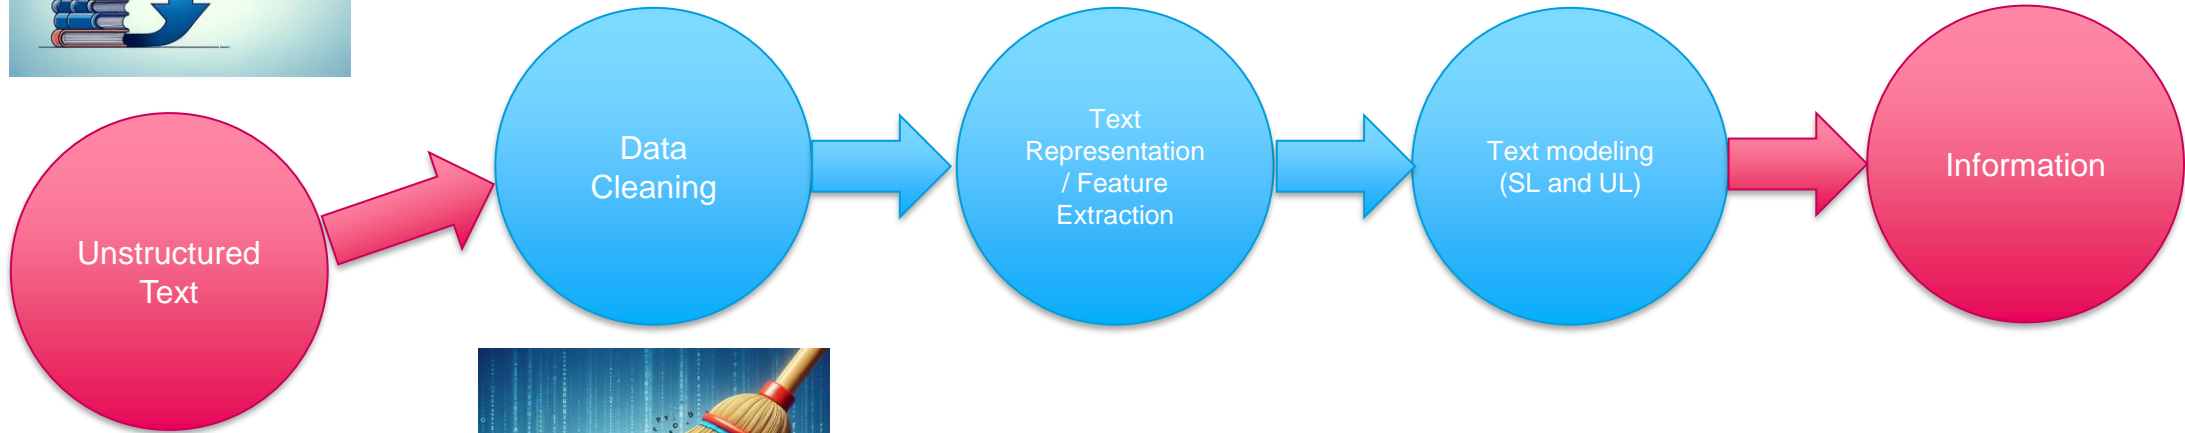 Unstructured
Text
Data
Cleaning
Text
Representation
/ Feature
Extraction
Text modeling
(SL and UL)
Information